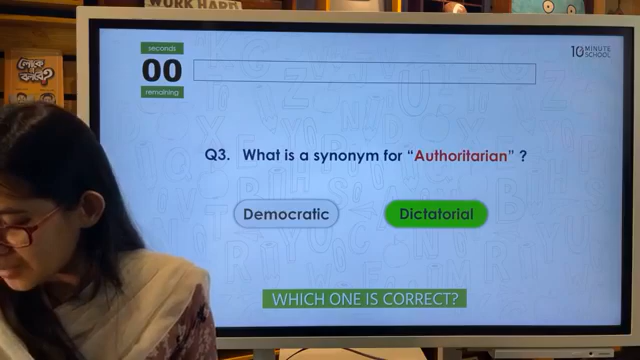 WORK HARD
seconds
00
remaining
10 MINUTE
SCHOOL
Q3. What is a synonym for “Authoritarian” ?
Democratic
Dictatorial
WHICH ONE IS CORRECT?